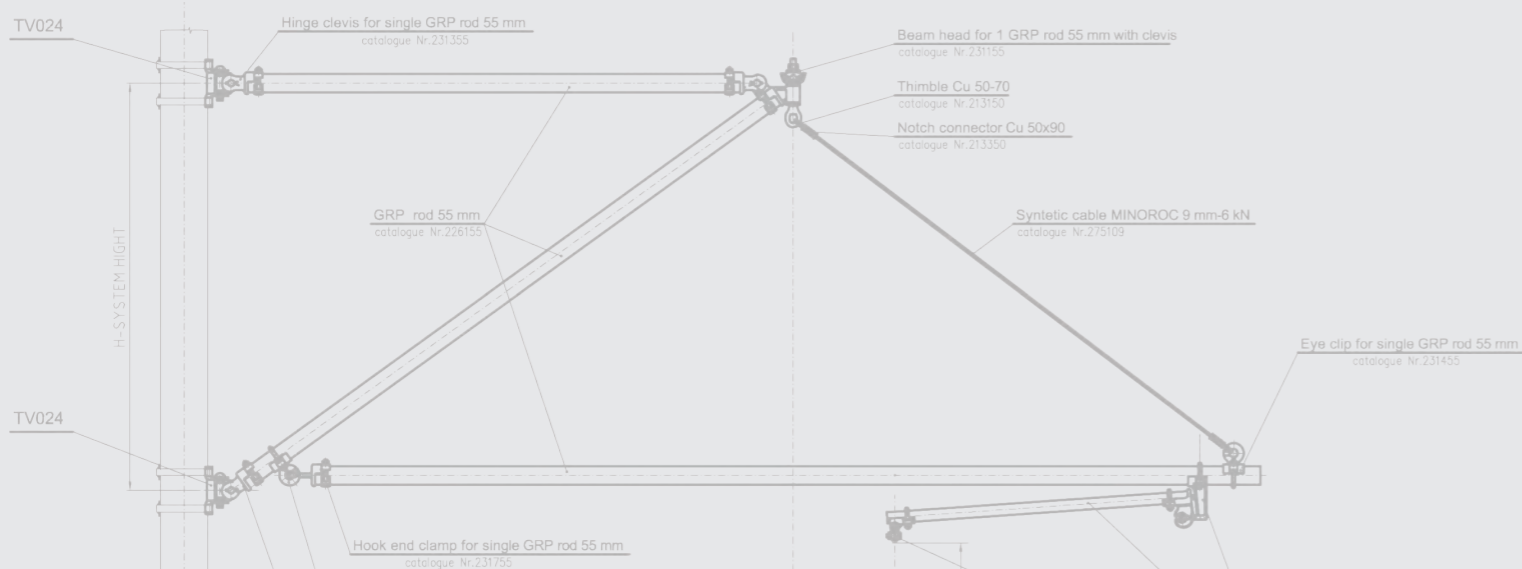 TV024
Hinge clevis for single GRP rod 55 mm
catalogue Nr.231355
Beam head for 1 GRP rod 55 mm with clevis
catalogue Nr.231155
Thimble Cu 50-70
catalogue Nr.213150
Notch connector Cu 50x90
catalogue Nr.213350
GRP rod 55 mm
catalogue Nr.226155
Syntetic cable MINOROC 9 mm-6 kN
catalogue Nr.275109
H-SYSTEM HIGHT
Eye clip for single GRP rod 55 mm
catalogue Nr.231455
TV024
Hook end clamp for single GRP rod 55 mm
catalogue Nr.231755